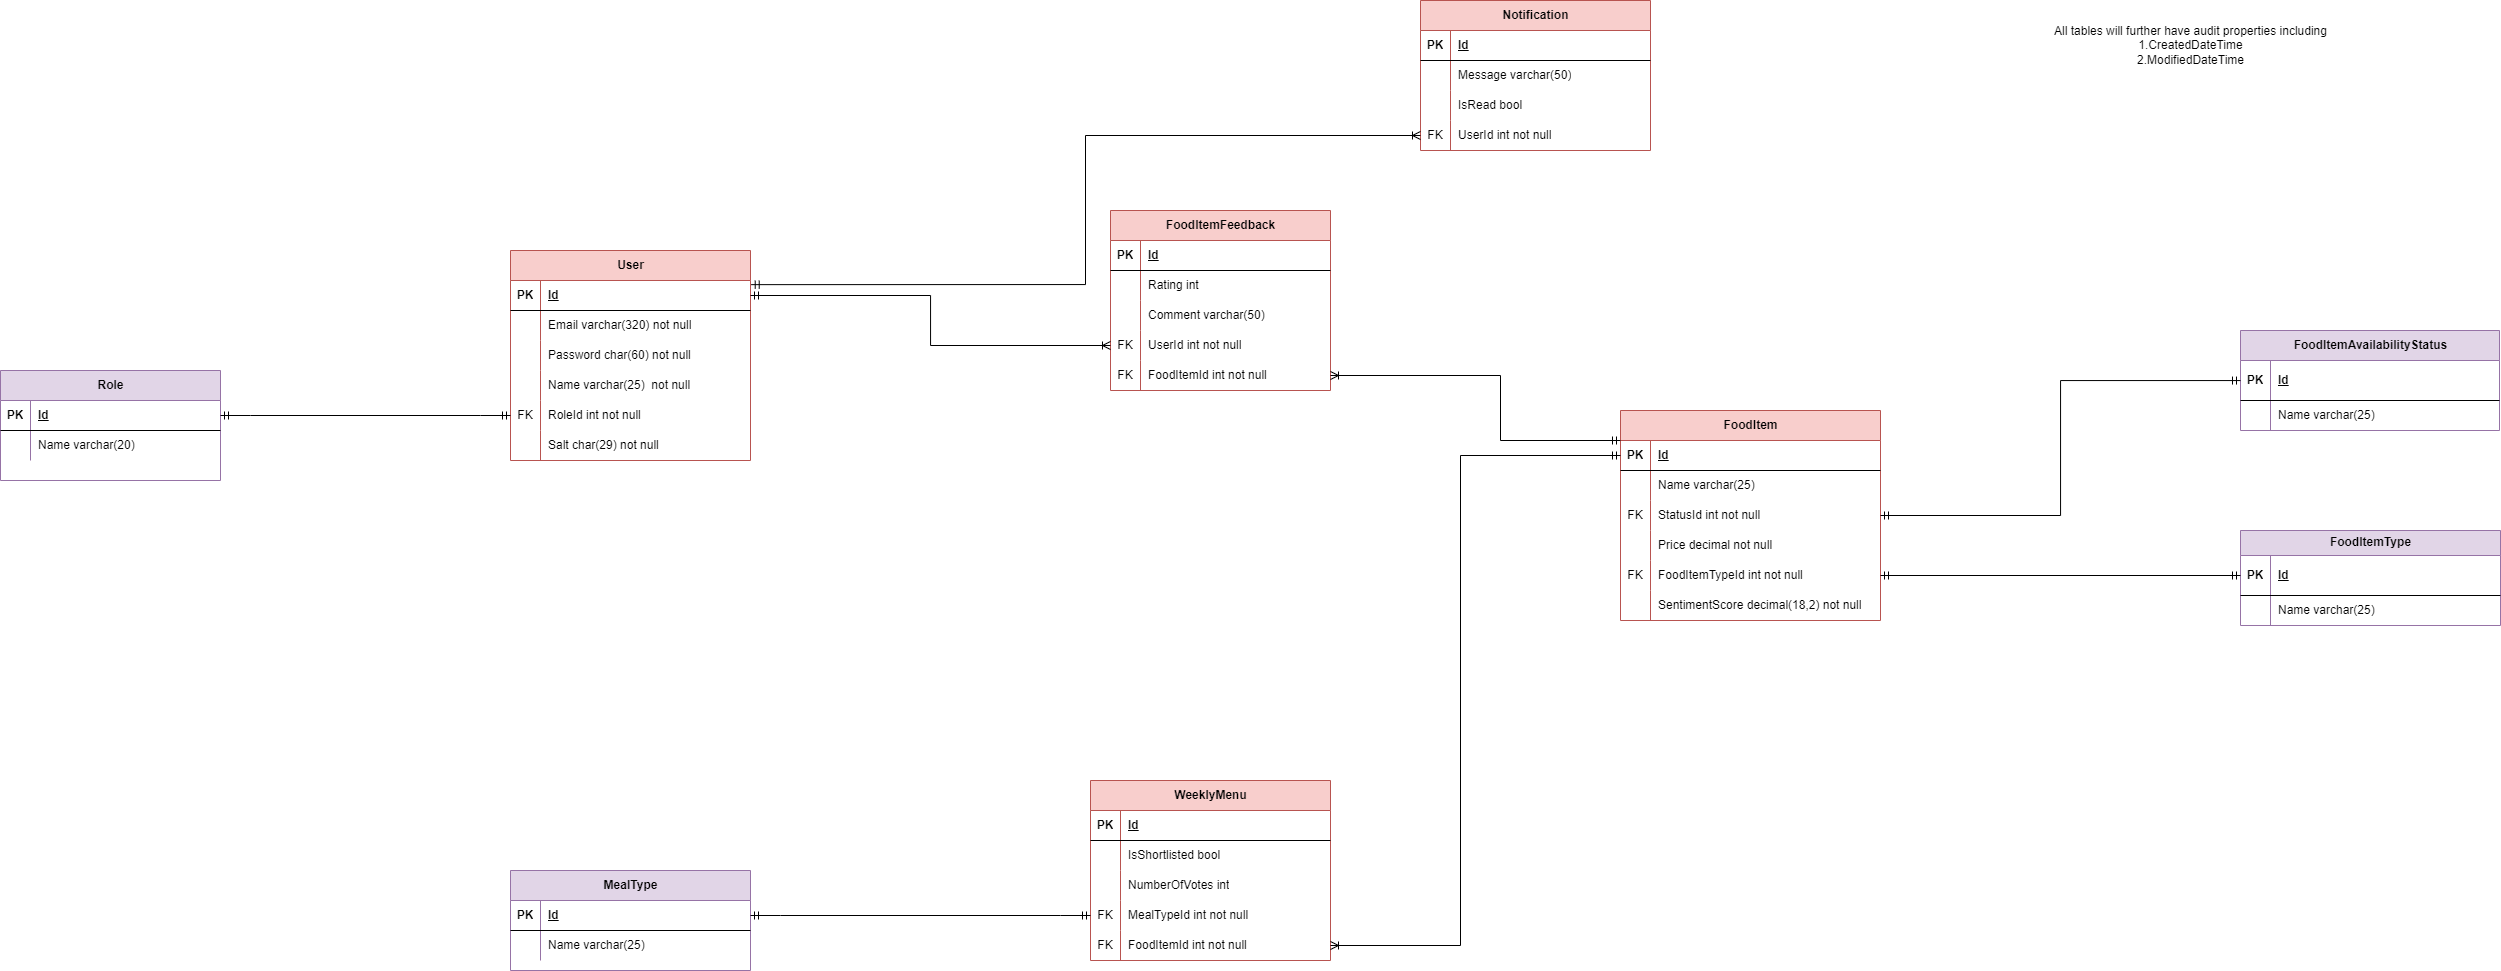 Notification
PK Id
Message varchar(50)
IsRead bool
FK UserId int not null
All tables will further have audit properties including
1.CreatedDateTime
2.ModifiedDateTime
FoodItemFeedback
PK Id
Rating int
Comment varchar(50)
FK UserId int not null
FK FoodItemId int not null
User
PK Id
Email varchar(320) not null
Password char(60) not null
Name varchar(25)  not null
FK RoleId int not null
Salt char(29) not null
Role
PK Id
Name varchar(20)
FoodItemAvailabilityStatus
PK Id
Name varchar(25)
FoodItem
PK Id
Name varchar(25)
FK StatusId int not null
Price decimal not null
FK FoodItemTypeId int not null
SentimentScore decimal(18,2) not null
FoodItemType
PK Id
Name varchar(25)
WeeklyMenu
PK Id
IsShortlisted bool
NumberOfVotes int
FK MealTypeId int not null
FK FoodItemId int not null
MealType
PK Id
Name varchar(25)